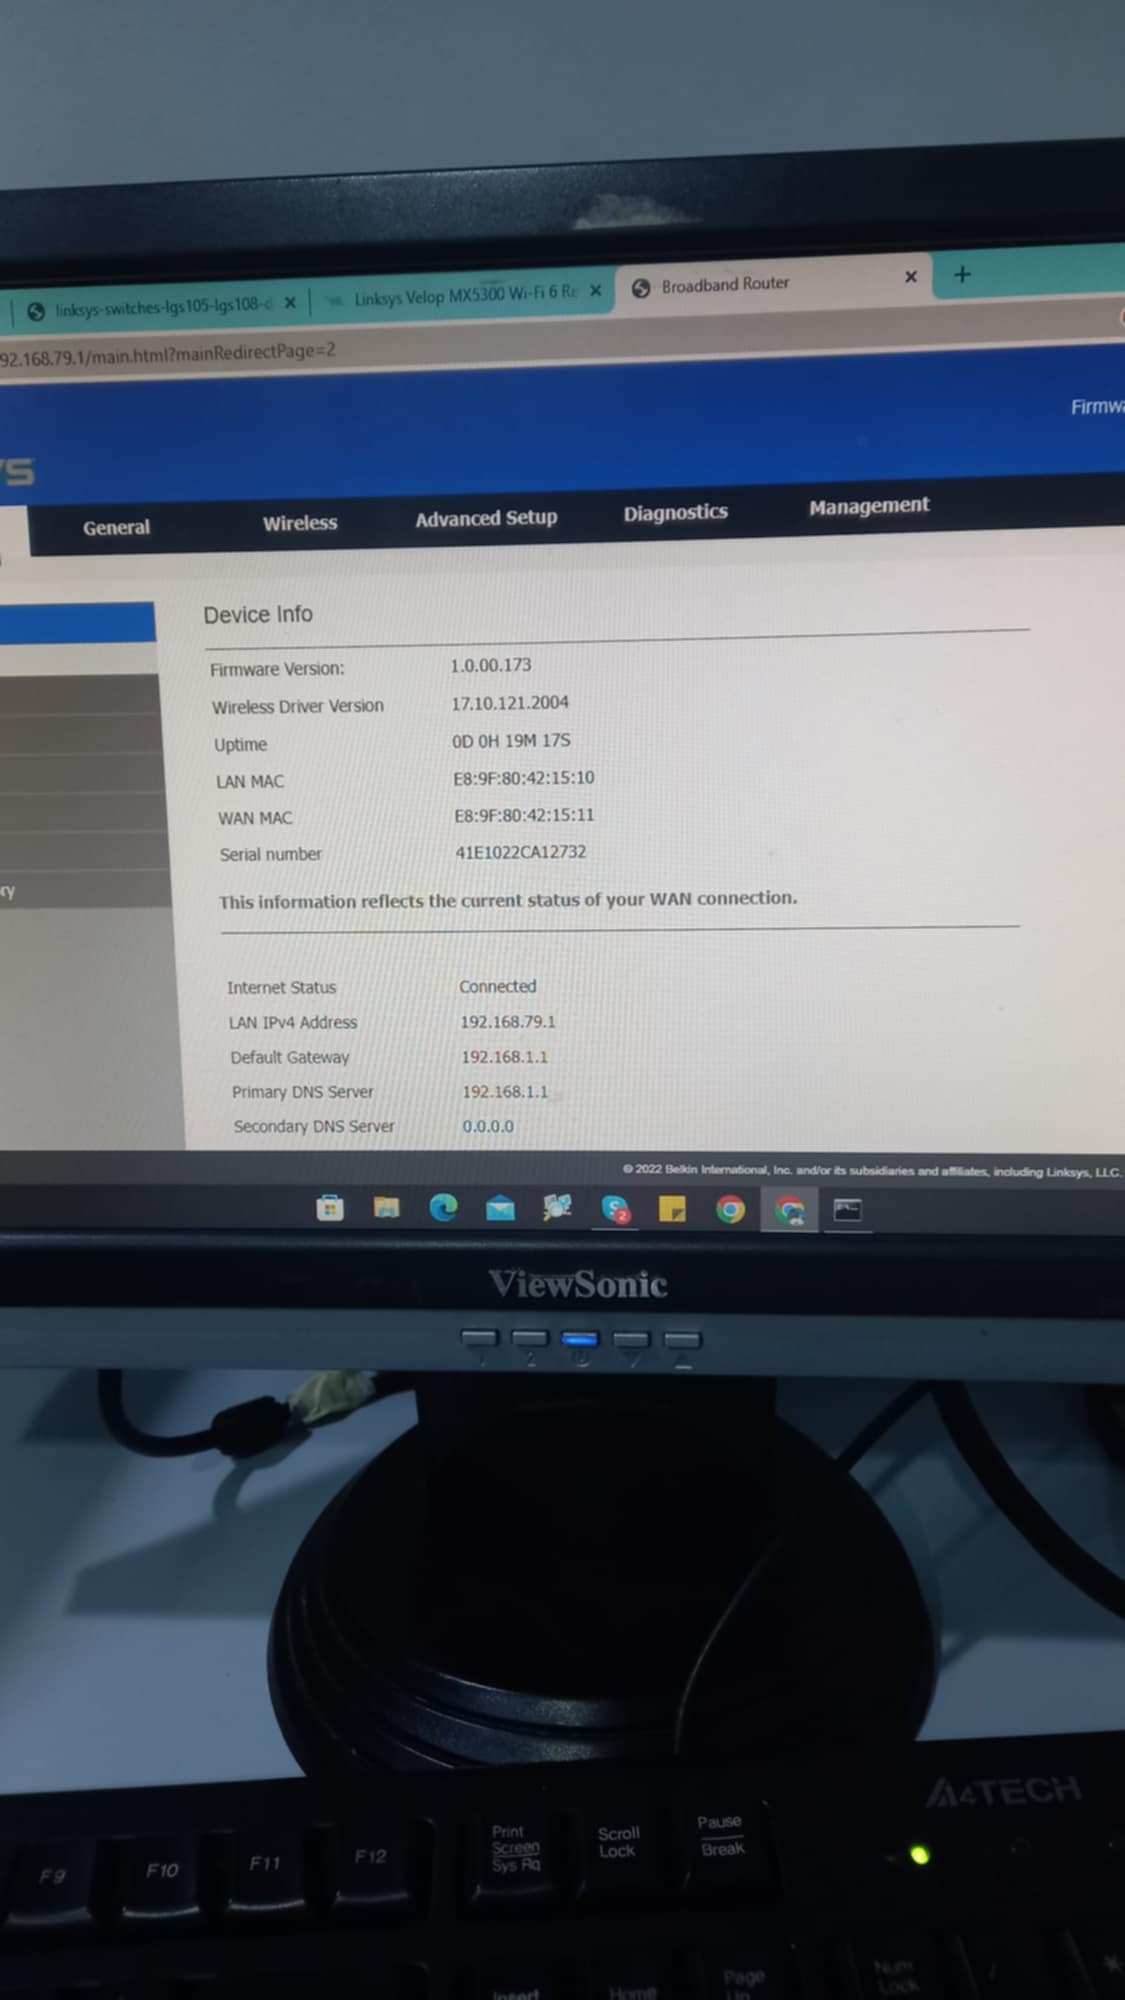 linksys-switches-lgs105-lgs108-d
Linksys Velop MX5300 Wi-Fi 6 Re
Broadband Router
92.168.79.1/main.html?mainRedirectPage=2
Firmwa
YS
General Wireless Advanced Setup Diagnostics Management
Device Info
Firmware Version: 1.0.00.173
Wireless Driver Version 17.10.121.2004
Uptime 0D 0H 19M 17S
LAN MAC E8:9F:80:42:15:10
WAN MAC E8:9F:80:42:15:11
Serial number 41E1022CA12732
ry
This information reflects the current status of your WAN connection.
Internet Status Connected
LAN IPv4 Address 192.168.79.1
Default Gateway 192.168.1.1
Primary DNS Server 192.168.1.1
Secondary DNS Server 0.0.0.0
© 2022 Belkin International, Inc. and/or its subsidiaries and affiliates, including Linksys, LLC.
S 2
ViewSonic
1 2
A4TECH
F9 F10 F11 F12
Print
Screen
Sys Rq
Scroll
Lock
Pause
Break
Insert
Home
Page
Up
Num
Lock
/ *